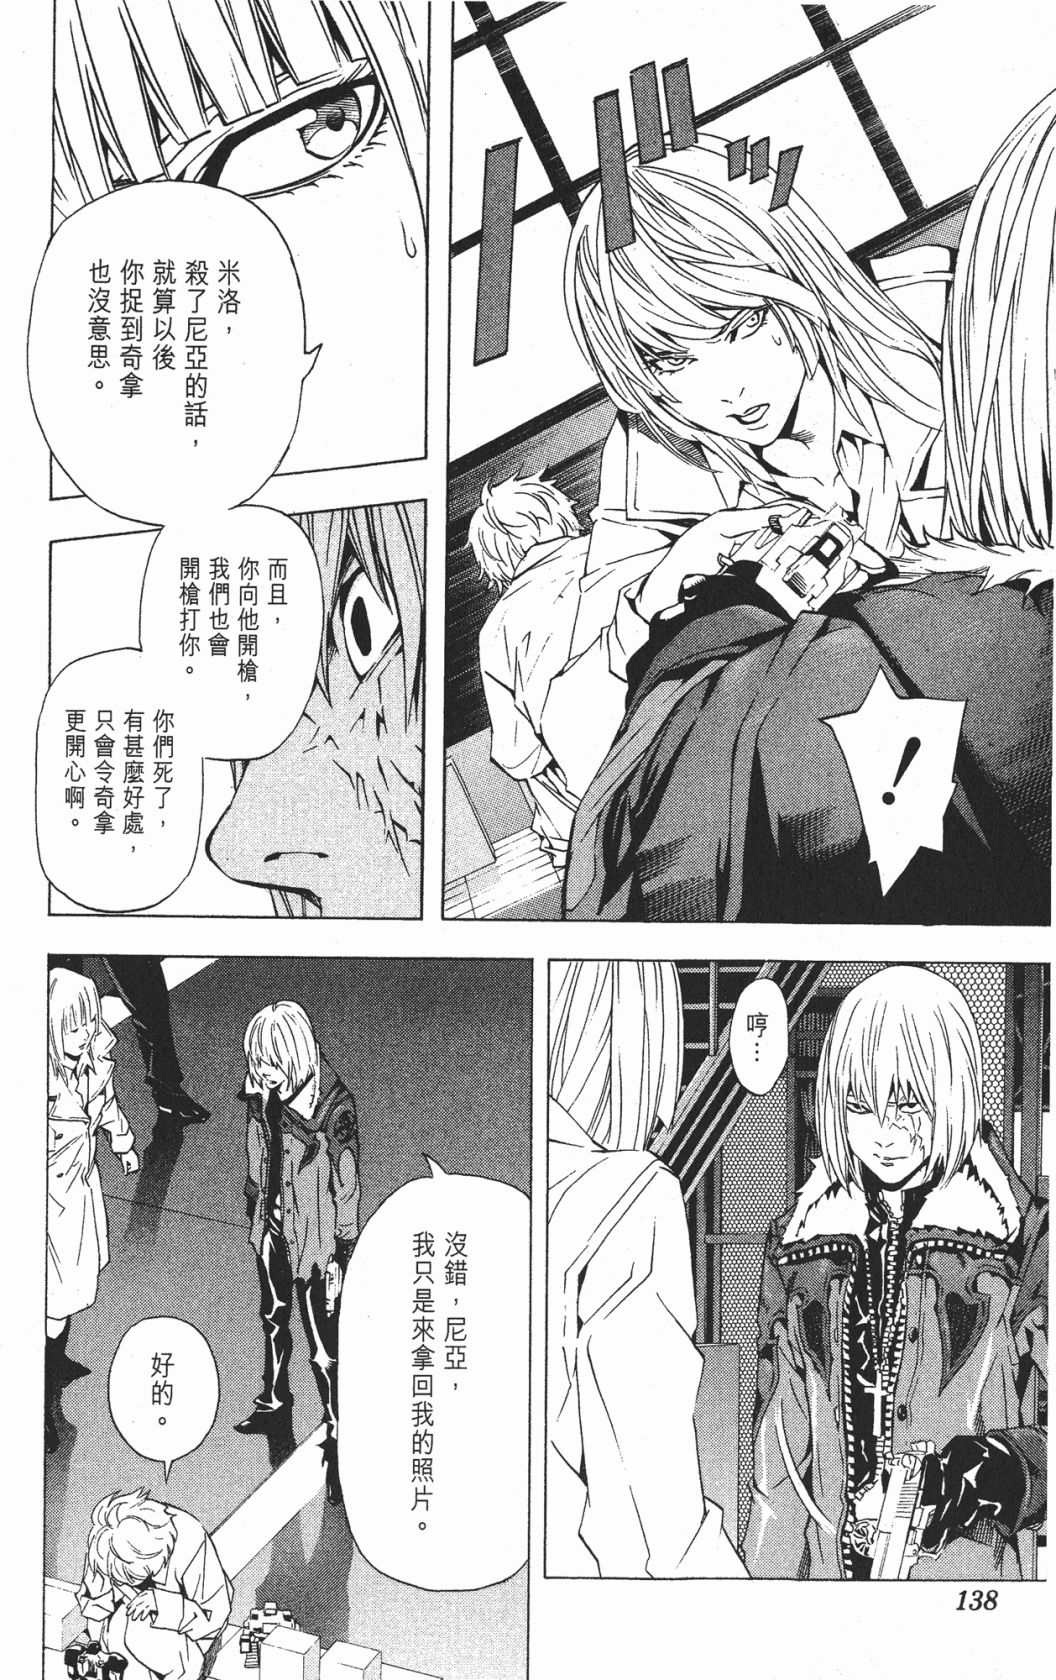 バッ
！
米洛，
殺了尼亞的話，
就算以後
你捉到奇拿
也沒意思。
而且，
你向他開槍，
我們也會
開槍打你。
你們死了，
有甚麼好處，
只會令奇拿
更開心啊。
哼…
沒錯，尼亞，
我只是來拿回我的照片。
好的。
138